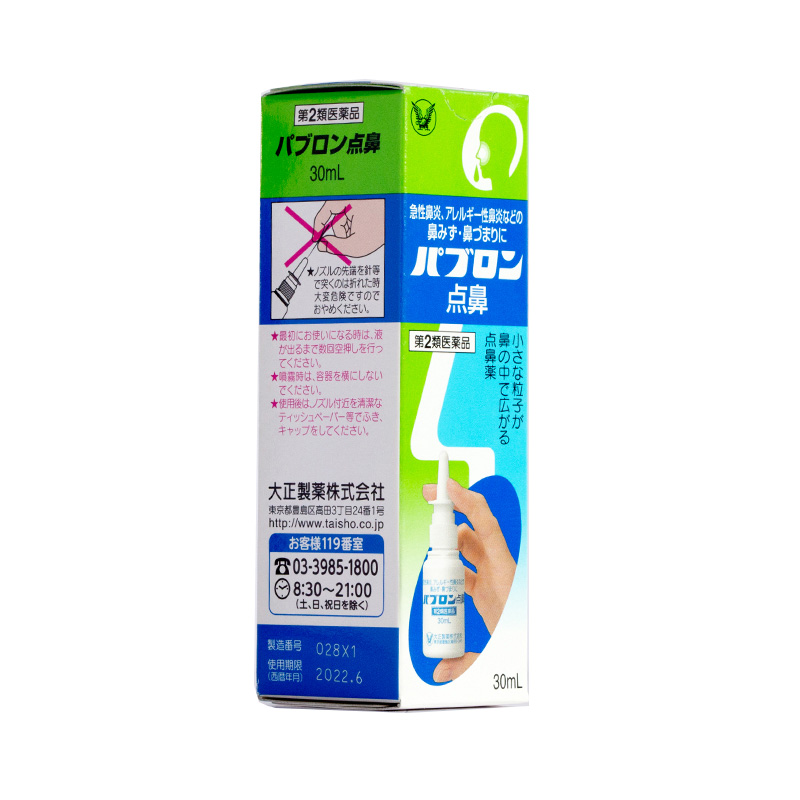 第2類医薬品
パブロン点鼻
30mL
★ノズルの先端を針等
で突くのは折れた時
大変危険ですので
おやめください。
★最初にお使いになる時は、液
が出るまで数回空押しを行っ
てください。
★噴霧時は、容器を横にしない
でください。
★使用後は、ノズル付近を清潔な
ティッシュペーパー等でふき、
キャップをしてください。
大正製薬株式会社
東京都豊島区高田3丁目24番1号
http://www.taisho.co.jp
お客様119番室
03-3985-1800
8:30〜21:00
(土、日、祝日を除く)
製造番号 028X1
使用期限
(西暦年月) 2022.6
急性鼻炎、アレルギー性鼻炎などの
鼻みず・鼻づまりに
パブロン
点鼻
第2類医薬品
小さな粒子が
鼻の中で広がる
点鼻薬
パブロン点鼻
30mL
大正製薬株式会社
30mL